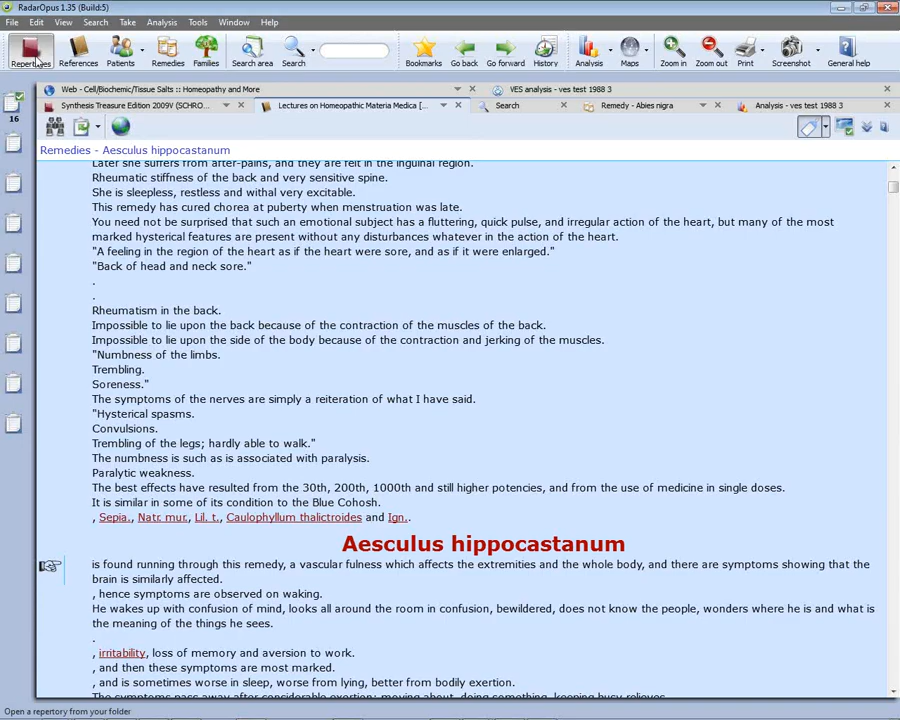 RadarOpus 1.35 (Build:5)
File Edit View Search Take Analysis Tools Window Help
Repertories References Patients Remedies Families Search area Search Bookmarks Go back Go forward History Analysis Maps Zoom in Zoom out Print Screenshot General help
Web - Cell/Biochemic/Tissue Salts :: Homeopathy and More VES analysis - ves test 1988 3
Synthesis Treasure Edition 2009V (SCHRO... Lectures on Homeopathic Materia Medica [... Search Remedy - Abies nigra Analysis - ves test 1988 3
16
Remedies - Aesculus hippocastanum
Later she suffers from after-pains, and they are felt in the inguinal region.
Rheumatic stiffness of the back and very sensitive spine.
She is sleepless, restless and withal very excitable.
This remedy has cured chorea at puberty when menstruation was late.
You need not be surprised that such an emotional subject has a fluttering, quick pulse, and irregular action of the heart, but many of the most
marked hysterical features are present without any disturbances whatever in the action of the heart.
"A feeling in the region of the heart as if the heart were sore, and as if it were enlarged."
"Back of head and neck sore."
.
.
Rheumatism in the back.
Impossible to lie upon the back because of the contraction of the muscles of the back.
Impossible to lie upon the side of the body because of the contraction and jerking of the muscles.
"Numbness of the limbs.
Trembling.
Soreness."
The symptoms of the nerves are simply a reiteration of what I have said.
"Hysterical spasms.
Convulsions.
Trembling of the legs; hardly able to walk."
The numbness is such as is associated with paralysis.
Paralytic weakness.
The best effects have resulted from the 30th, 200th, 1000th and still higher potencies, and from the use of medicine in single doses.
It is similar in some of its condition to the Blue Cohosh.
, Sepia., Natr. mur., Lil. t., Caulophyllum thalictroides and Ign..
Aesculus hippocastanum
is found running through this remedy, a vascular fulness which affects the extremities and the whole body, and there are symptoms showing that the
brain is similarly affected.
, hence symptoms are observed on waking.
He wakes up with confusion of mind, looks all around the room in confusion, bewildered, does not know the people, wonders where he is and what is
the meaning of the things he sees.
.
, irritability, loss of memory and aversion to work.
, and then these symptoms are most marked.
, and is sometimes worse in sleep, worse from lying, better from bodily exertion.
The symptoms pass away after considerable exertion; moving about, doing something, keeping busy relieves.
Open a repertory from your folder